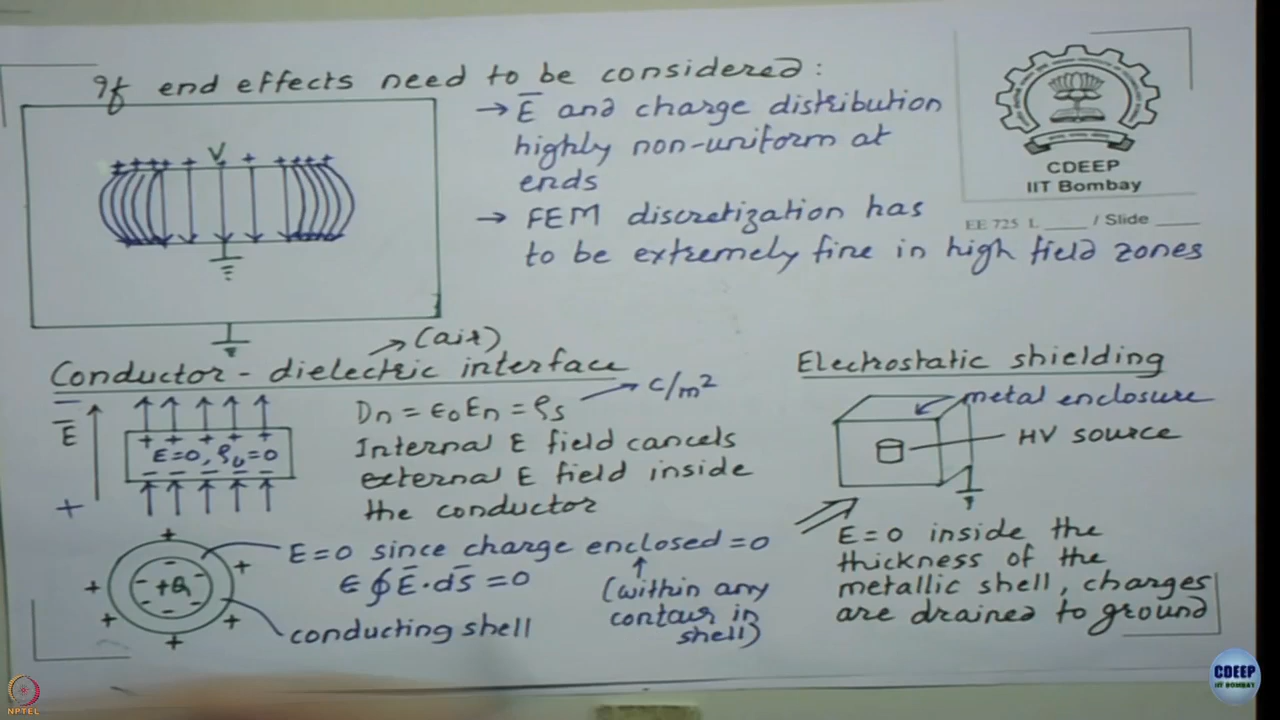 If end effects need to be considered:
V
+ + + + + + + + + + +
→ E̅ and charge distribution
highly non-uniform at
ends
→ FEM discretization has
to be extremely fine in high field zones
CDEEP
IIT Bombay
EE 725 L ____ / Slide ____
Conductor - dielectric interface
→ (air)
−
E̅
+
+ + + + +
E=0, ρv=0
− − − − −
Dn = ϵ0 En = ρs → C/m²
Internal E field cancels
external E field inside
the conductor
+Q
E=0 since charge enclosed=0
ϵ∮E̅·ds̅ = 0
(within any
contour in
shell)
conducting shell
Electrostatic shielding
metal enclosure
HV source
E=0 inside the
thickness of the
metallic shell, charges
are drained to ground
NPTEL
CDEEP
IIT BOMBAY